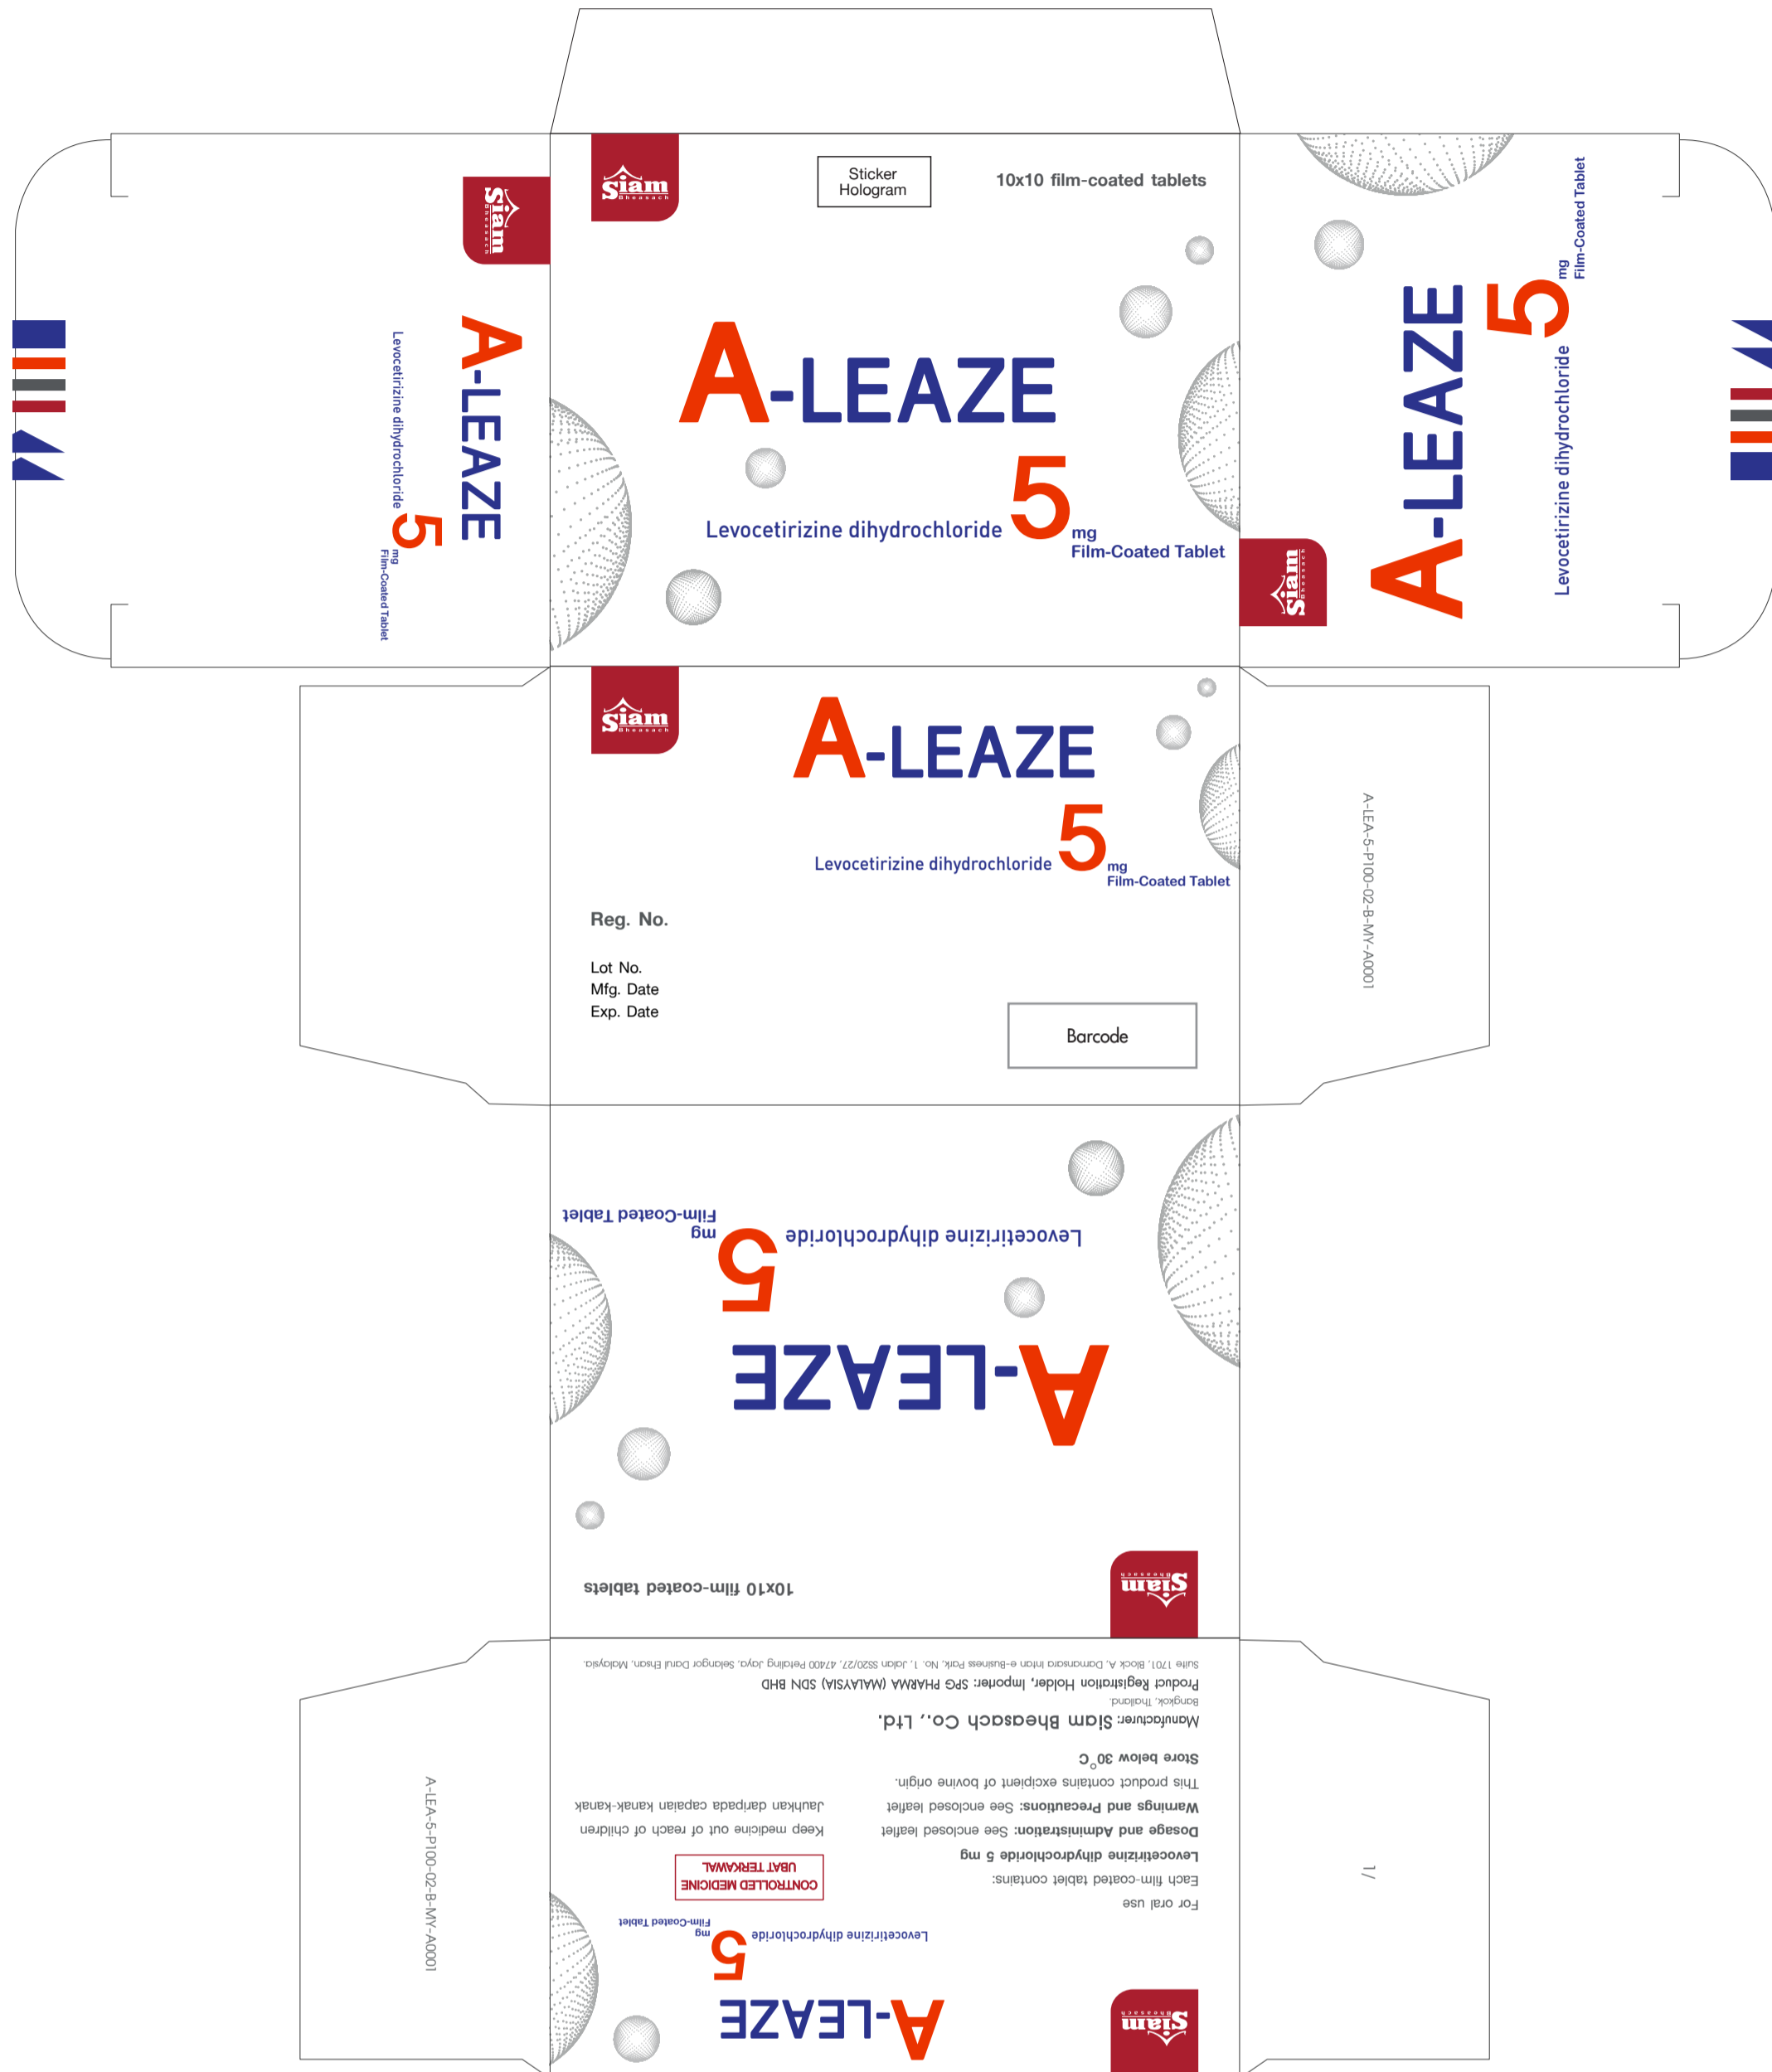 Siam
Bheasach
Sticker
Hologram
10x10 film-coated tablets
A-LEAZE
Levocetirizine dihydrochloride 5 mg
Film-Coated Tablet
Siam
Bheasach
A-LEAZE
Levocetirizine dihydrochloride 5 mg
Film-Coated Tablet
Siam
Bheasach
A-LEAZE
Levocetirizine dihydrochloride 5 mg
Film-Coated Tablet
Siam
Bheasach
A-LEAZE
Levocetirizine dihydrochloride 5 mg
Film-Coated Tablet
Reg. No.
Lot No.
Mfg. Date
Exp. Date
Barcode
A-LEA-5-P100-02-B-MY-A0001
Siam
Bheasach
10x10 film-coated tablets
A-LEAZE
Levocetirizine dihydrochloride 5 mg
Film-Coated Tablet
Siam
Bheasach
A-LEAZE
Levocetirizine dihydrochloride 5 mg
Film-Coated Tablet
For oral use
Each film-coated tablet contains:
Levocetirizine dihydrochloride 5 mg
Dosage and Administration: See enclosed leaflet
Warnings and Precautions: See enclosed leaflet
This product contains excipient of bovine origin.
Store below 30°C
CONTROLLED MEDICINE
UBAT TERKAWAL
Keep medicine out of reach of children
Jauhkan daripada capaian kanak-kanak
Manufacturer: Siam Bheasach Co., Ltd.
Bangkok, Thailand.
Product Registration Holder, Importer: SPG PHARMA (MALAYSIA) SDN BHD
Suite 1701, Block A, Damansara Intan e-Business Park, No. 1, Jalan SS20/27, 47400 Petaling Jaya, Selangor Darul Ehsan, Malaysia.
A-LEA-5-P100-02-B-MY-A0001
1/